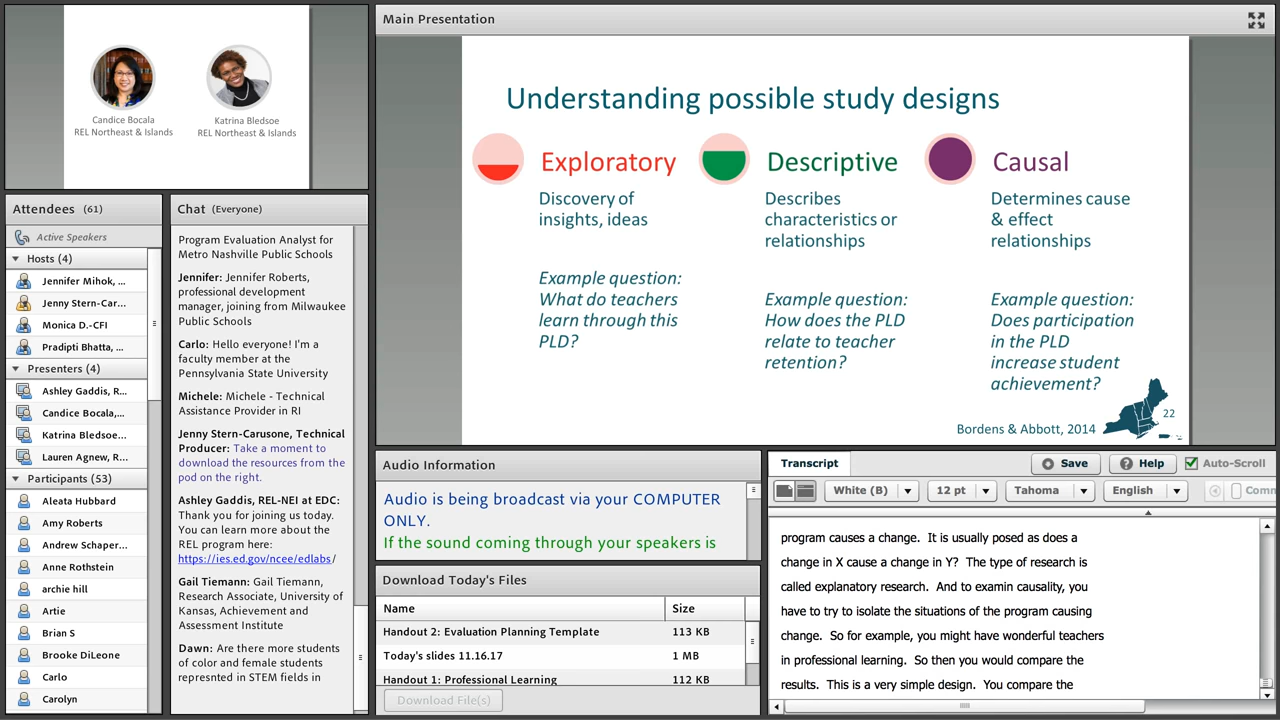 Candice Bocala
REL Northeast & Islands
Katrina Bledsoe
REL Northeast & Islands
Attendees (61)
Active Speakers
Hosts (4)
Jennifer Mihok, ...
Jenny Stern-Car...
Monica D.-CFI
Pradipti Bhatta, ...
Presenters (4)
Ashley Gaddis, R...
Candice Bocala,...
Katrina Bledsoe...
Lauren Agnew, R...
Participants (53)
Aleata Hubbard
Amy Roberts
Andrew Schaper...
Anne Rothstein
archie hill
Artie
Brian S
Brooke DiLeone
Carlo
Carolyn
Chat (Everyone)
Program Evaluation Analyst for
Metro Nashville Public Schools
Jennifer: Jennifer Roberts,
professional development
manager, joining from Milwaukee
Public Schools
Carlo: Hello everyone! I'm a
faculty member at the
Pennsylvania State University
Michele: Michele - Technical
Assistance Provider in RI
Jenny Stern-Carusone, Technical
Producer: Take a moment to
download the resources from the
pod on the right.
Ashley Gaddis, REL-NEI at EDC:
Thank you for joining us today.
You can learn more about the
REL program here:
https://ies.ed.gov/ncee/edlabs/
Gail Tiemann: Gail Tiemann,
Research Associate, University of
Kansas, Achievement and
Assessment Institute
Dawn: Are there more students
of color and female students
represnted in STEM fields in
Main Presentation
Understanding possible study designs
Exploratory
Discovery of
insights, ideas
Example question:
What do teachers
learn through this
PLD?
Descriptive
Describes
characteristics or
relationships
Example question:
How does the PLD
relate to teacher
retention?
Causal
Determines cause
& effect
relationships
Example question:
Does participation
in the PLD
increase student
achievement?
22
Bordens & Abbott, 2014
Audio Information
Audio is being broadcast via your COMPUTER
ONLY.
If the sound coming through your speakers is
Download Today's Files
Name Size
Handout 2: Evaluation Planning Template 113 KB
Today's slides 11.16.17 1 MB
Handout 1: Professional Learning 112 KB
Download File(s)
Transcript Save Help Auto-Scroll
White (B) 12 pt Tahoma English Comm
program causes a change. It is usually posed as does a
change in X cause a change in Y? The type of research is
called explanatory research. And to examin causality, you
have to try to isolate the situations of the program causing
change. So for example, you might have wonderful teachers
in professional learning. So then you would compare the
results. This is a very simple design. You compare the